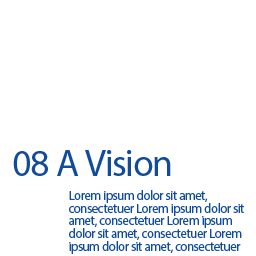 08 A Vision
Lorem ipsum dolor sit amet,
consectetuer Lorem ipsum dolor sit
amet, consectetuer Lorem ipsum
dolor sit amet, consectetuer Lorem
ipsum dolor sit amet, consectetuer